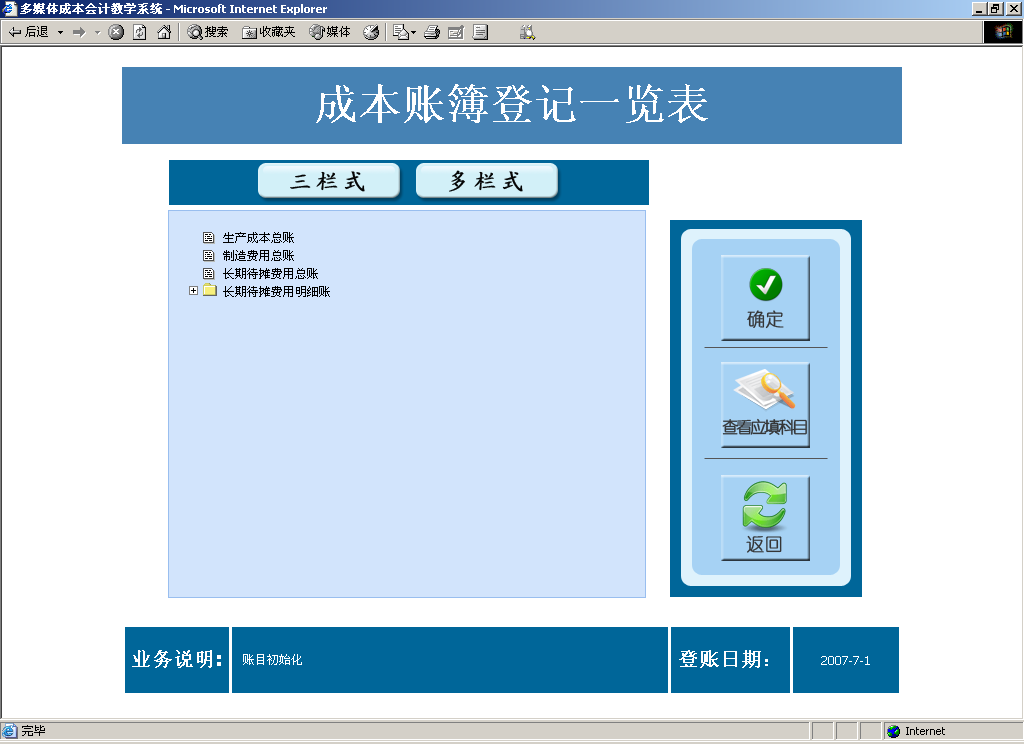 多媒体成本会计教学系统 - Microsoft Internet Explorer
后退 搜索 收藏夹 媒体
成本账簿登记一览表
三栏式 多栏式
生产成本总账
制造费用总账
长期待摊费用总账
长期待摊费用明细账
确定
查看应填科目
返回
业务说明: 账目初始化 登账日期: 2007-7-1
完毕 Internet